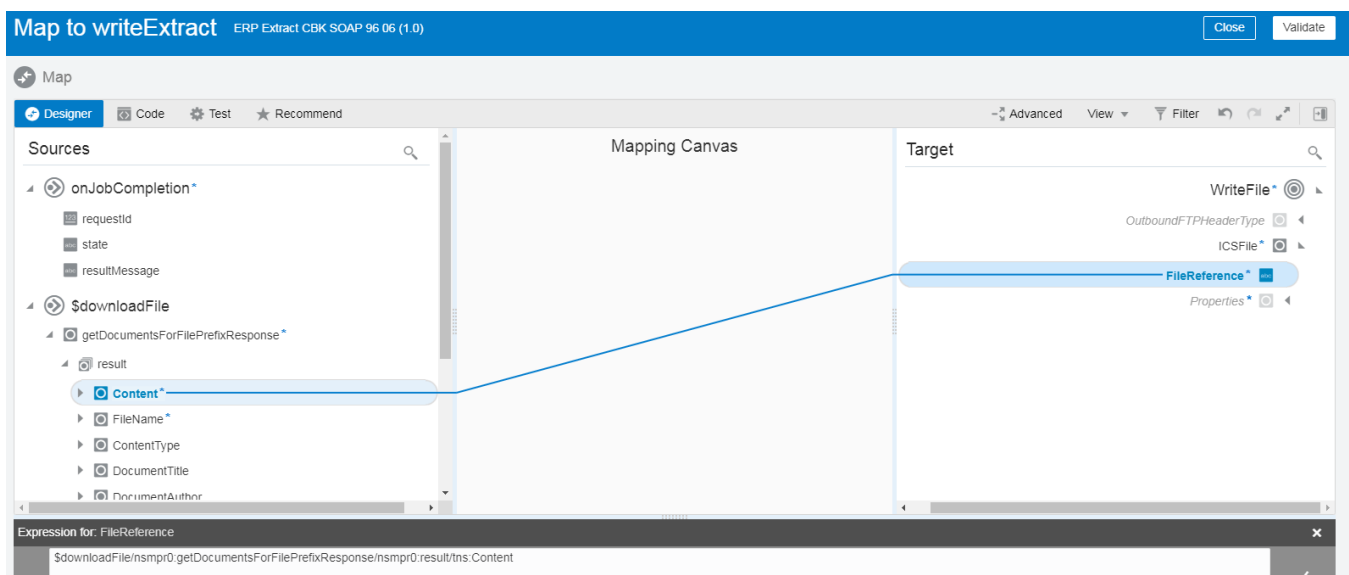 Map to writeExtract ERP Extract CBK SOAP 96 06 (1.0) Close Validate
Map
Designer Code Test Recommend Advanced View Filter
Sources
Mapping Canvas
Target
onJobCompletion*
requestId
state
resultMessage
$downloadFile
getDocumentsForFilePrefixResponse*
result
Content*
FileName*
ContentType
DocumentTitle
DocumentAuthor
WriteFile*
OutboundFTPHeaderType
ICSFile*
FileReference*
Properties*
Expression for: FileReference
$downloadFile/nsmpr0:getDocumentsForFilePrefixResponse/nsmpr0:result/tns:Content